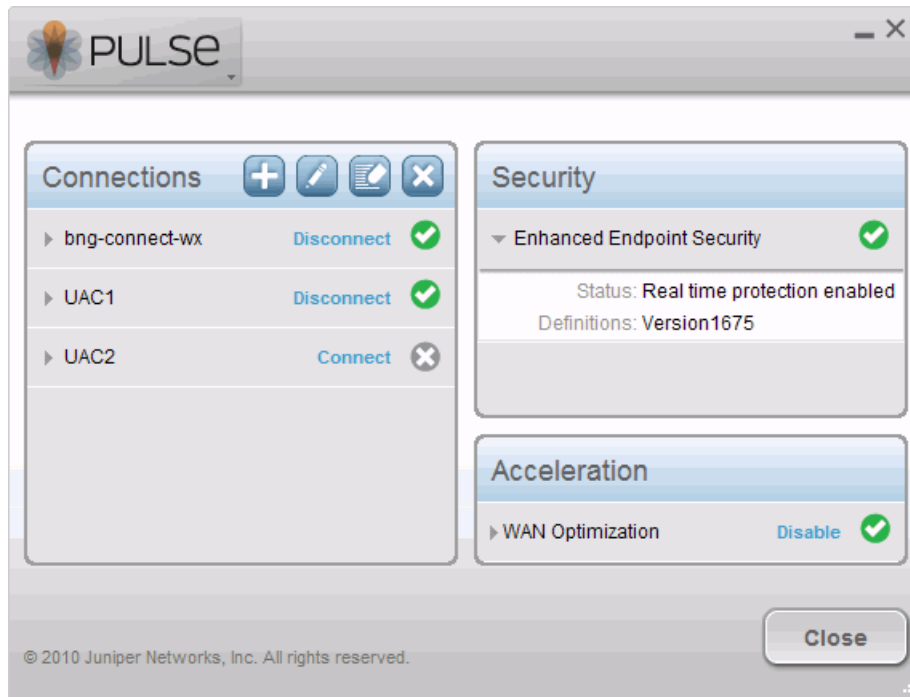 PULSE
Connections
bng-connect-wx Disconnect
UAC1 Disconnect
UAC2 Connect
Security
Enhanced Endpoint Security
Status: Real time protection enabled
Definitions: Version1675
Acceleration
WAN Optimization Disable
Close
© 2010 Juniper Networks, Inc. All rights reserved.